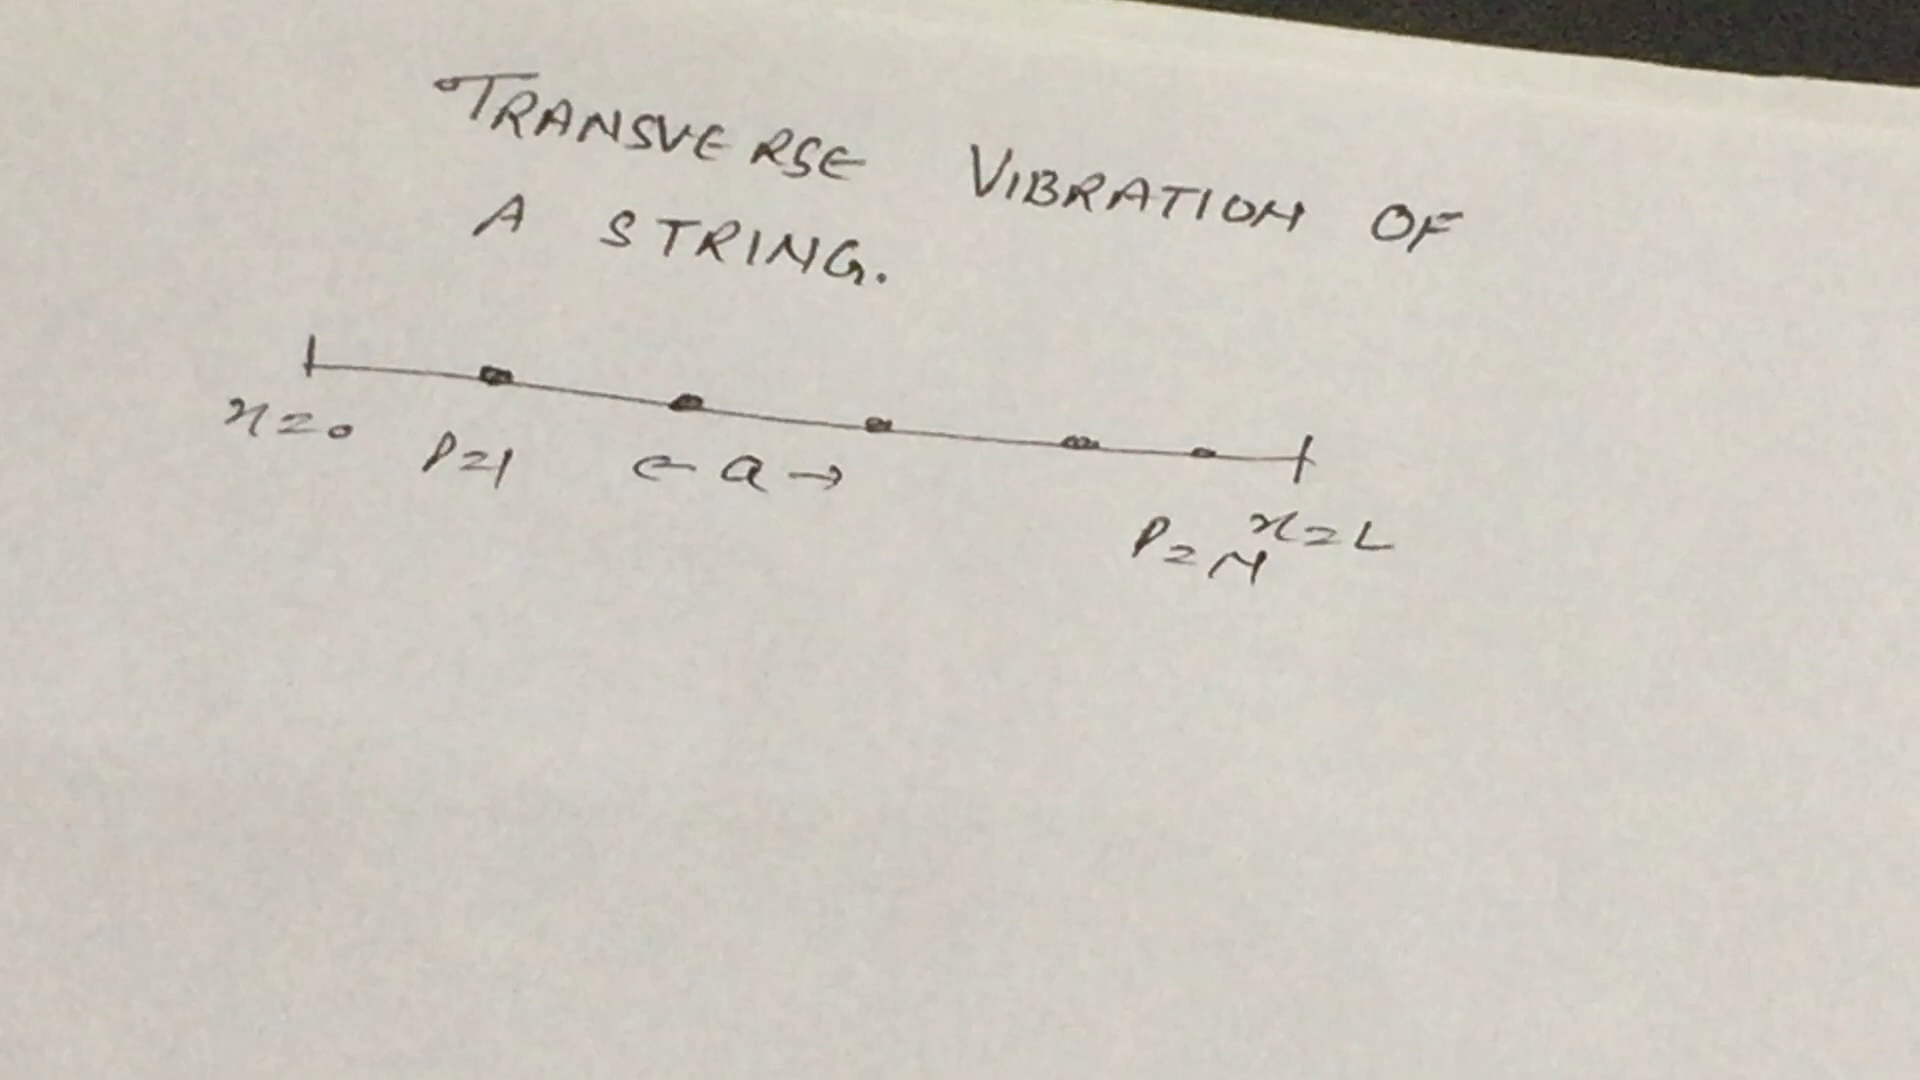 TRANSVERSE VIBRATION OF
A STRING.
x=0
P=1
← a →
P=N
x=L